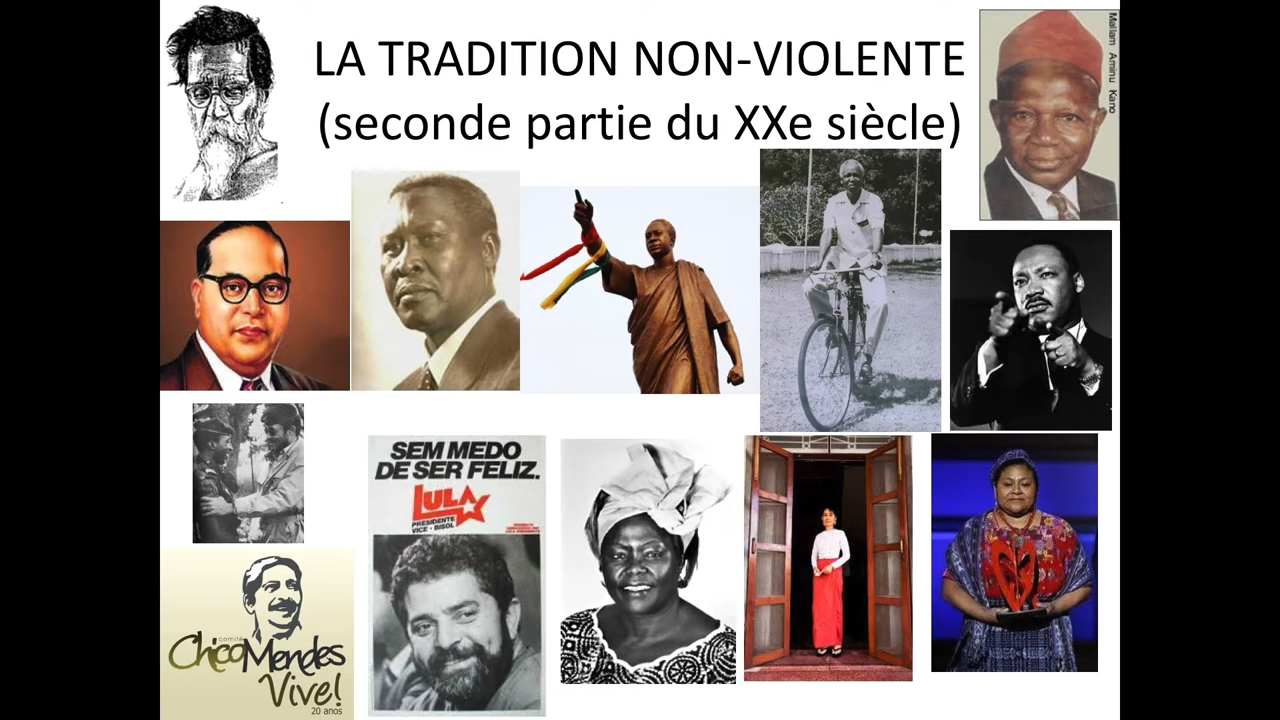 LA TRADITION NON-VIOLENTE
(seconde partie du XXe siècle)
Mallam Aminu Kano
SEM MEDO
DE SER FELIZ.
LULA
PRESIDENTE
VICE - BISOL
comitê
Chico Mendes
Vive!
20 anos